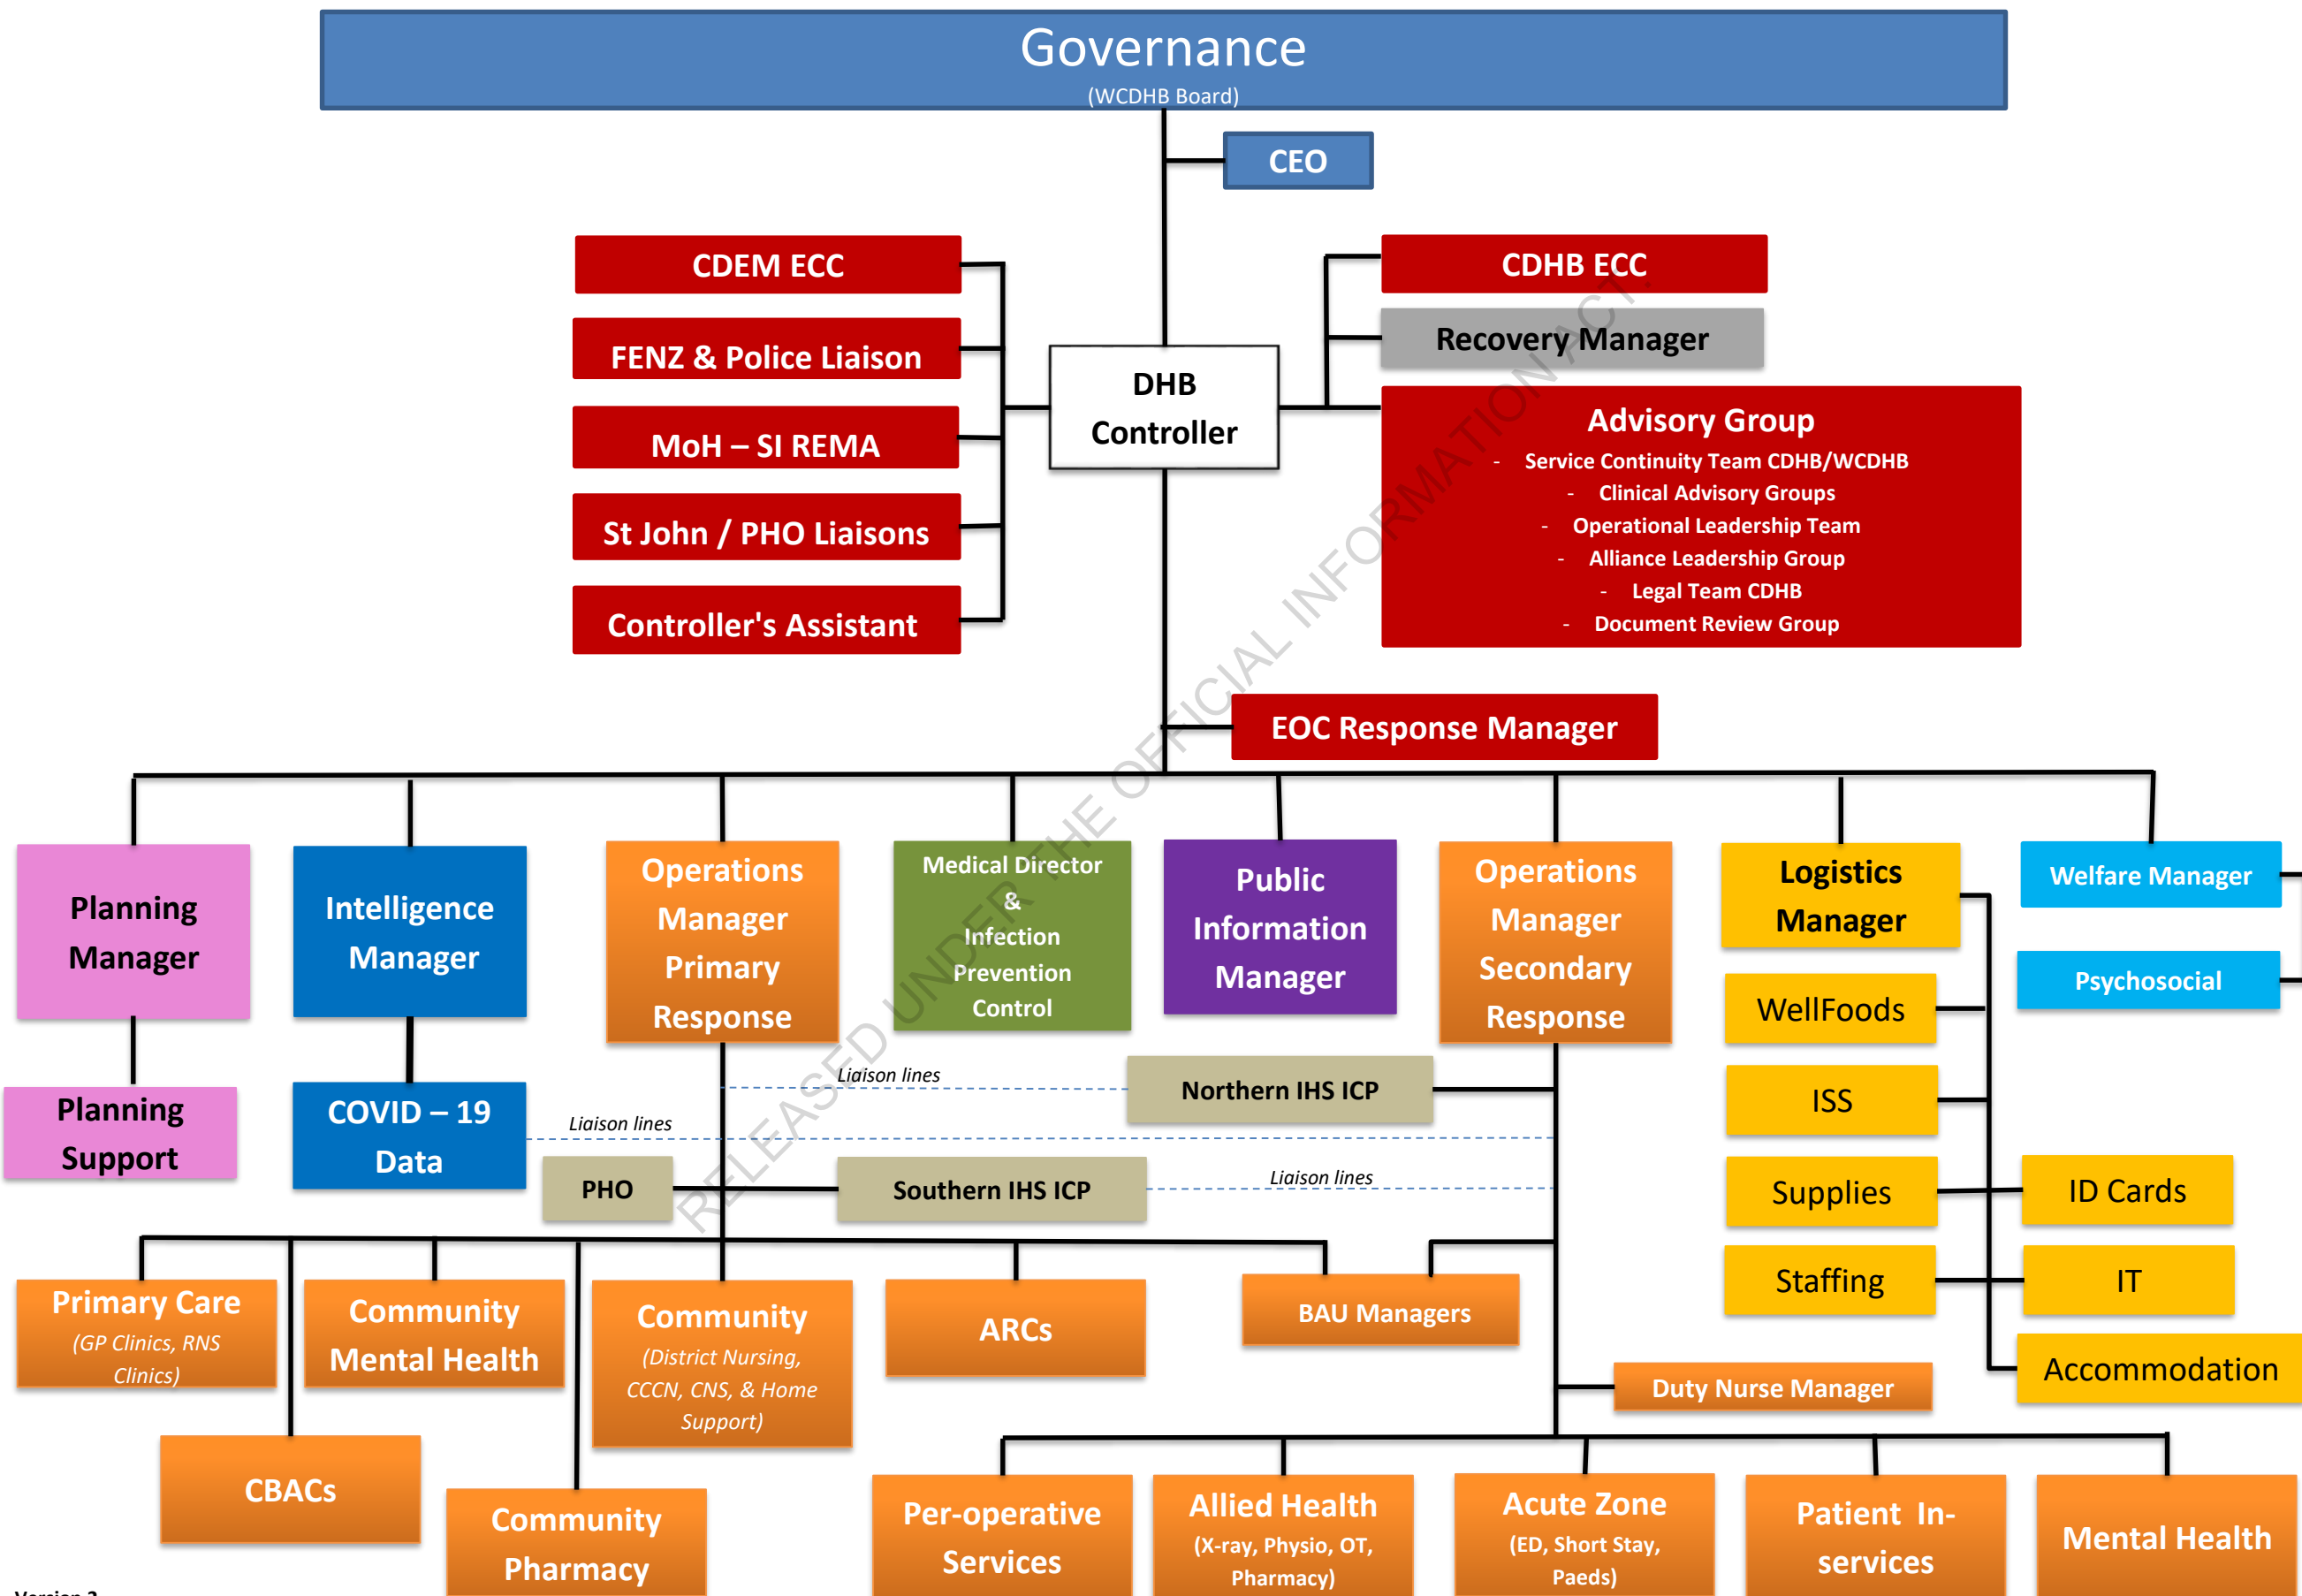 Governance
(WCDHB Board)
CEO
CDEM ECC
FENZ & Police Liaison
MoH – SI REMA
St John / PHO Liaisons
Controller's Assistant
DHB
Controller
CDHB ECC
Recovery Manager
Advisory Group
- Service Continuity Team CDHB/WCDHB
- Clinical Advisory Groups
- Operational Leadership Team
- Alliance Leadership Group
- Legal Team CDHB
- Document Review Group
EOC Response Manager
Planning
Manager
Intelligence
Manager
Operations
Manager
Primary
Response
Medical Director
&
Infection
Prevention
Control
Public
Information
Manager
Operations
Manager
Secondary
Response
Logistics
Manager
Welfare Manager
Psychosocial
WellFoods
ISS
Supplies
ID Cards
Staffing
IT
Accommodation
Planning
Support
COVID – 19
Data
Liaison lines
Northern IHS ICP
Liaison lines
PHO
Southern IHS ICP
Liaison lines
Primary Care
(GP Clinics, RNS
Clinics)
Community
Mental Health
Community
(District Nursing,
CCCN, CNS, & Home
Support)
ARCs
BAU Managers
Duty Nurse Manager
CBACs
Community
Pharmacy
Per-operative
Services
Allied Health
(X-ray, Physio, OT,
Pharmacy)
Acute Zone
(ED, Short Stay,
Paeds)
Patient In-
services
Mental Health
RELEASED UNDER THE OFFICIAL INFORMATION ACT
Version